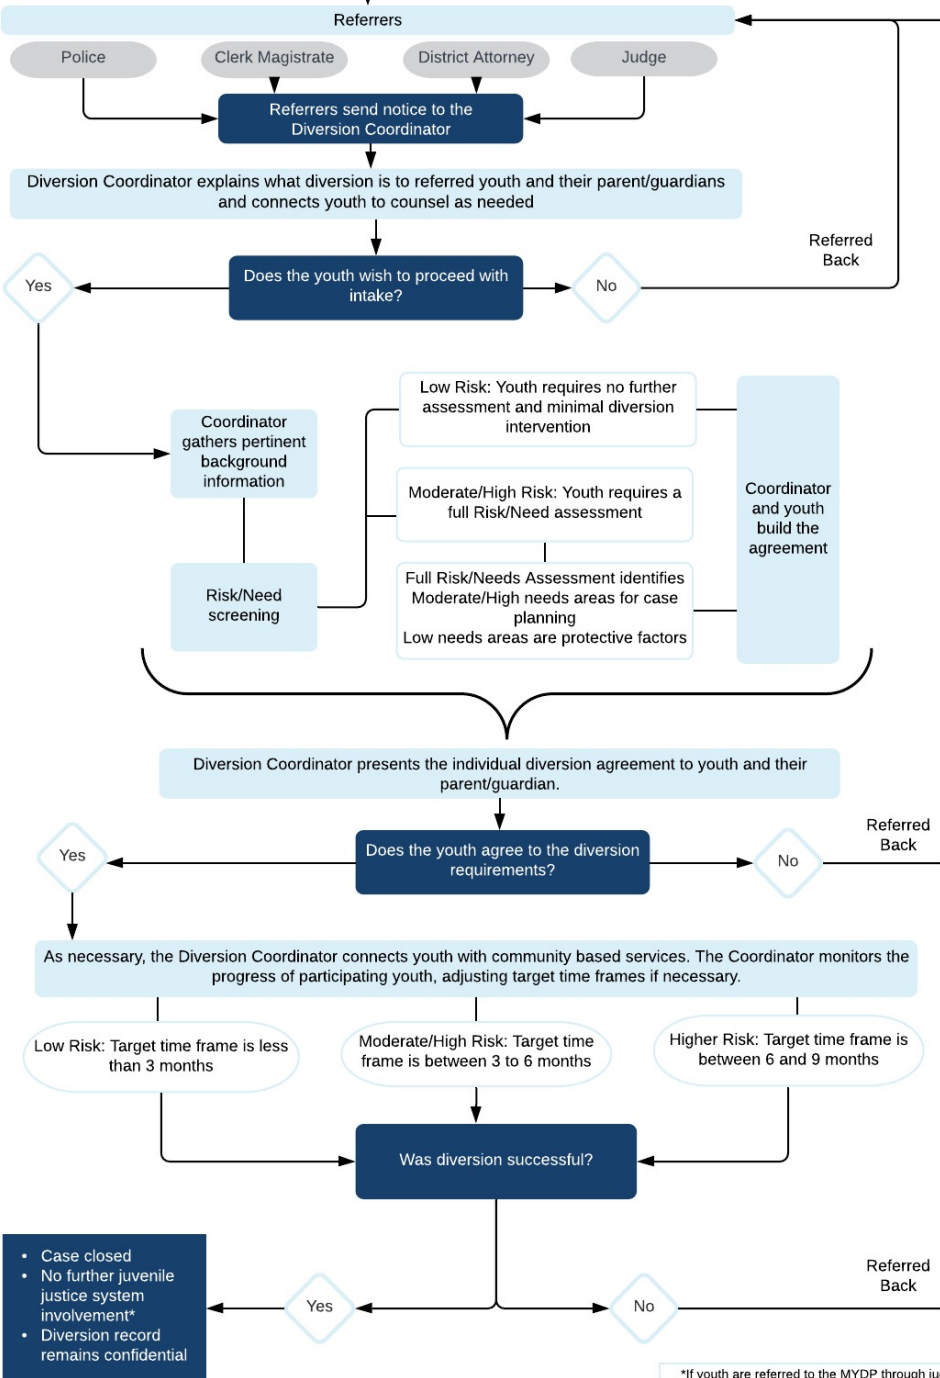 Referrers
Police
Clerk Magistrate
District Attorney
Judge
Referrers send notice to the
Diversion Coordinator
Diversion Coordinator explains what diversion is to referred youth and their parent/guardians
and connects youth to counsel as needed
Referred
Back
Yes
Does the youth wish to proceed with
intake?
No
Low Risk: Youth requires no further
assessment and minimal diversion
intervention
Coordinator
gathers pertinent
background
information
Moderate/High Risk: Youth requires a
full Risk/Need assessment
Coordinator
and youth
build the
agreement
Risk/Need
screening
Full Risk/Needs Assessment identifies
Moderate/High needs areas for case
planning
Low needs areas are protective factors
Diversion Coordinator presents the individual diversion agreement to youth and their
parent/guardian.
Referred
Back
Yes
Does the youth agree to the diversion
requirements?
No
As necessary, the Diversion Coordinator connects youth with community based services. The Coordinator monitors the
progress of participating youth, adjusting target time frames if necessary.
Low Risk: Target time frame is less
than 3 months
Moderate/High Risk: Target time
frame is between 3 to 6 months
Higher Risk: Target time frame is
between 6 and 9 months
Was diversion successful?
• Case closed
• No further juvenile
justice system
involvement*
• Diversion record
remains confidential
Yes
No
Referred
Back
*If youth are referred to the MYDP through